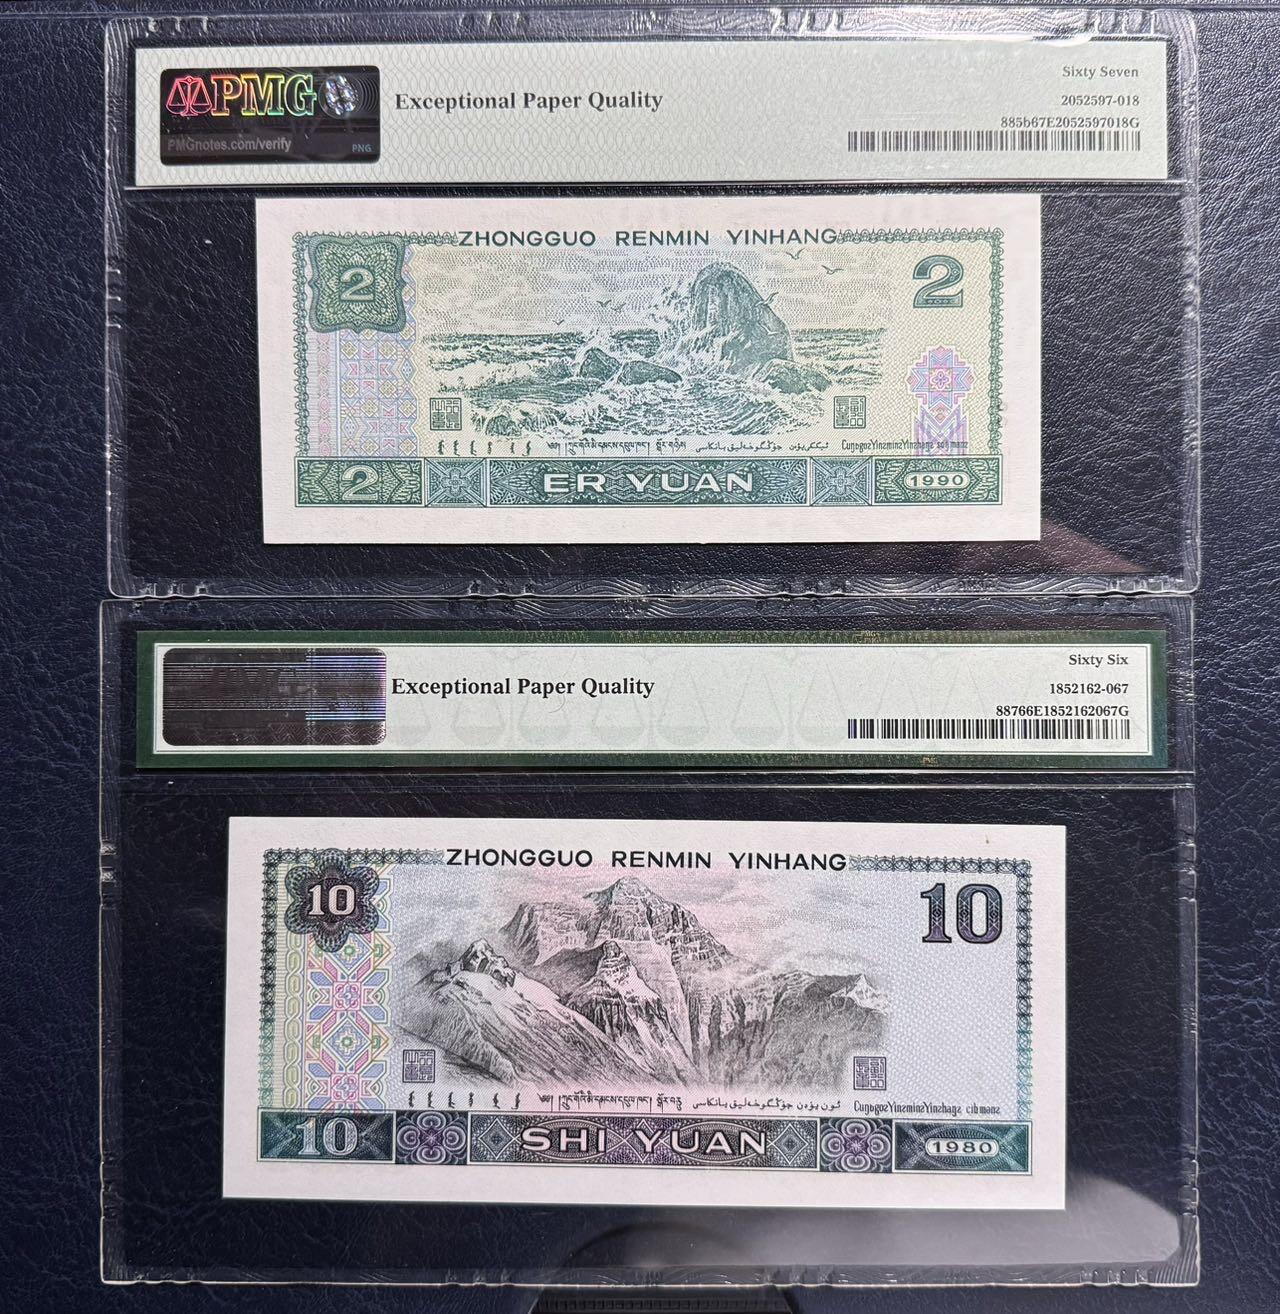 PMG
PMGnotes.com/verify
PNG
Exceptional Paper Quality
Sixty Seven
2052597-018
885b67E2052597018G
ZHONGGUO RENMIN YINHANG
2
2
2
ER YUAN
1990
Exceptional Paper Quality
Sixty Six
1852162-067
88766E1852162067G
ZHONGGUO RENMIN YINHANG
10
10
10
SHI YUAN
1980